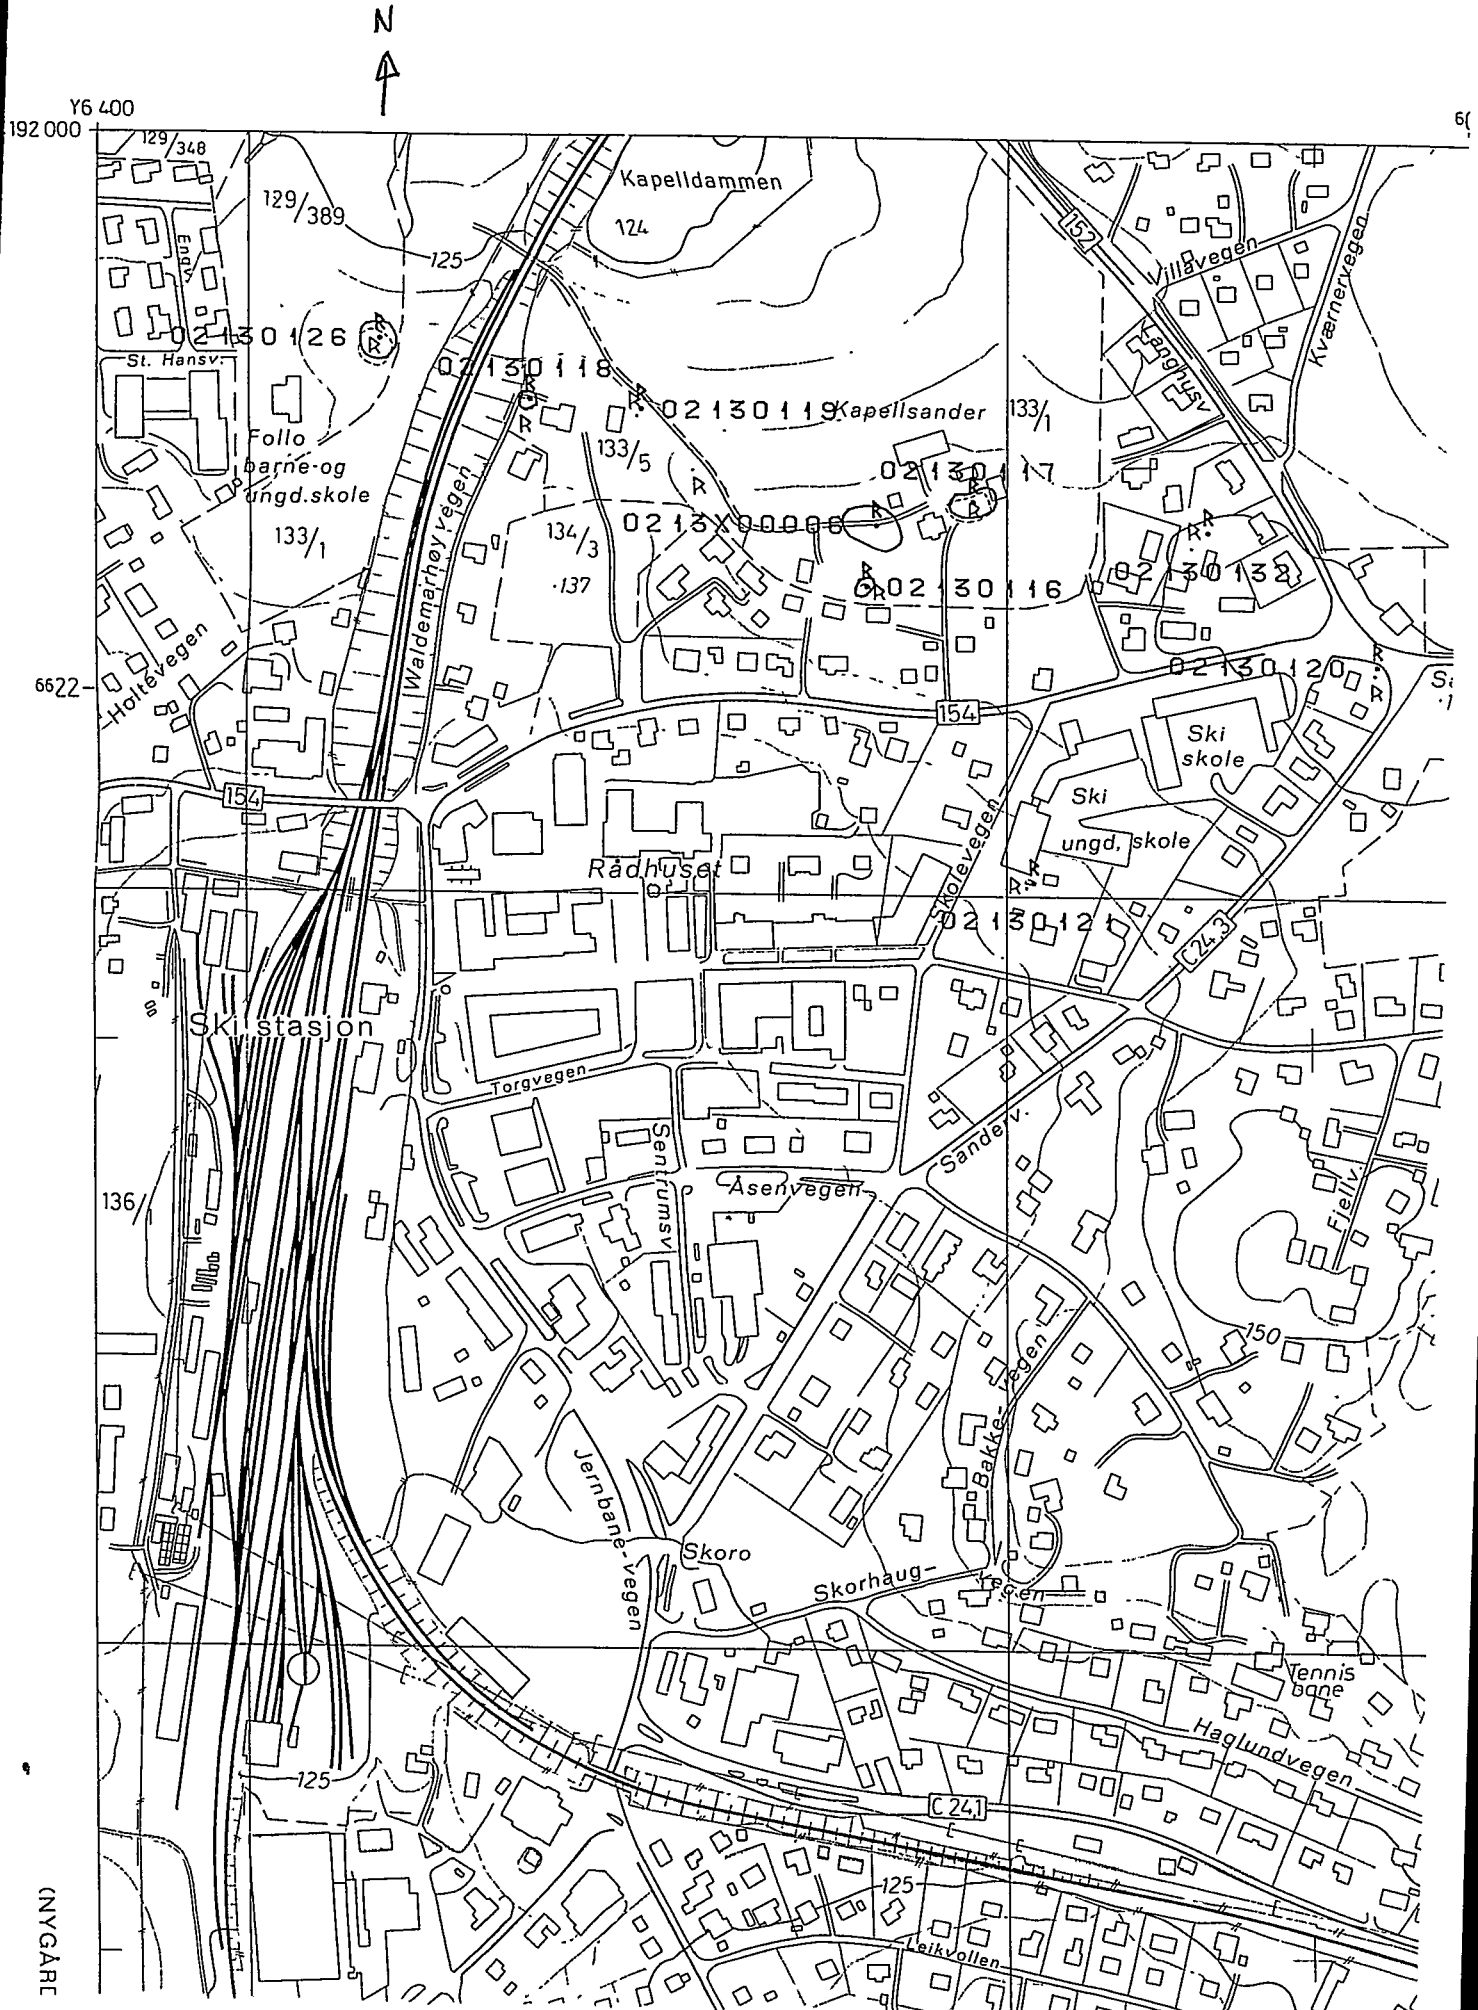 N
Y6 400
192 000
129/348
Kapelldammen
129/389
124
152
125
Engv.
Villavegen
Kværnervegen
02130126
R
R
St. Hansv.
02130118
R
R
Langhusv
R
02130119
Kapellsander
133/1
Follo
barne-og
ungd.skole
133/5
02130117
R
R
R
R
0213X00006
R
R
133/1
134/3
137
Waldemarhøyvegen
R
R
02130116
02130132
Holtevegen
02130120
R
R
6622
154
Ski
skole
154
Ski
ungd. skole
Rådhuset
Skolevegen
R
R
02130121
C 24,3
Ski stasjon
Torgvegen
Sanderv.
Sentrumsv.
Åsenvegen
136/
Fjellv.
150
Bakke-vegen
Jernbane-vegen
Skoro
Skorhaug-
vegen
Tennis
bane
Haglundvegen
125
C 24,1
125
Leikvollen
(NYGÅRD